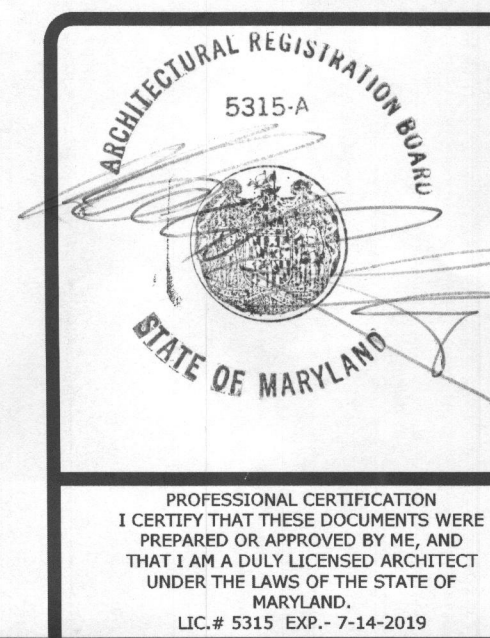 ARCHITECTURAL REGISTRATION BOARD
5315-A
STATE OF MARYLAND
PROFESSIONAL CERTIFICATION
I CERTIFY THAT THESE DOCUMENTS WERE
PREPARED OR APPROVED BY ME, AND
THAT I AM A DULY LICENSED ARCHITECT
UNDER THE LAWS OF THE STATE OF
MARYLAND.
LIC.# 5315 EXP.- 7-14-2019